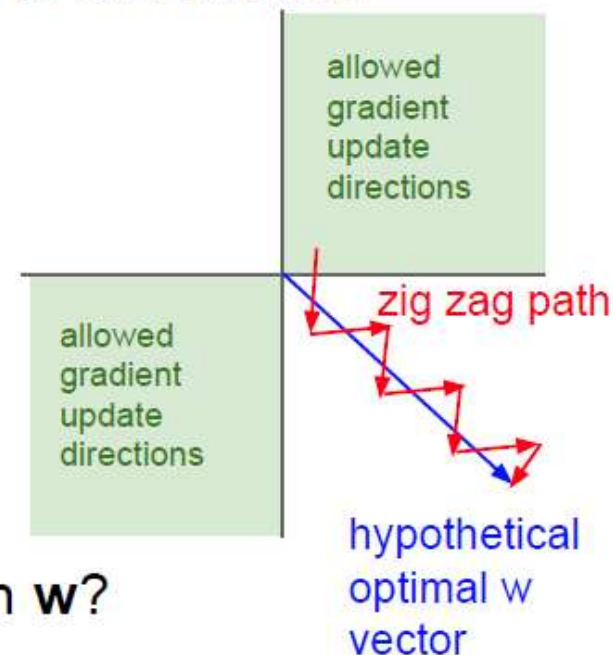 allowed
gradient
update
directions
zig zag path
allowed
gradient
update
directions
hypothetical
optimal w
vector
n w?